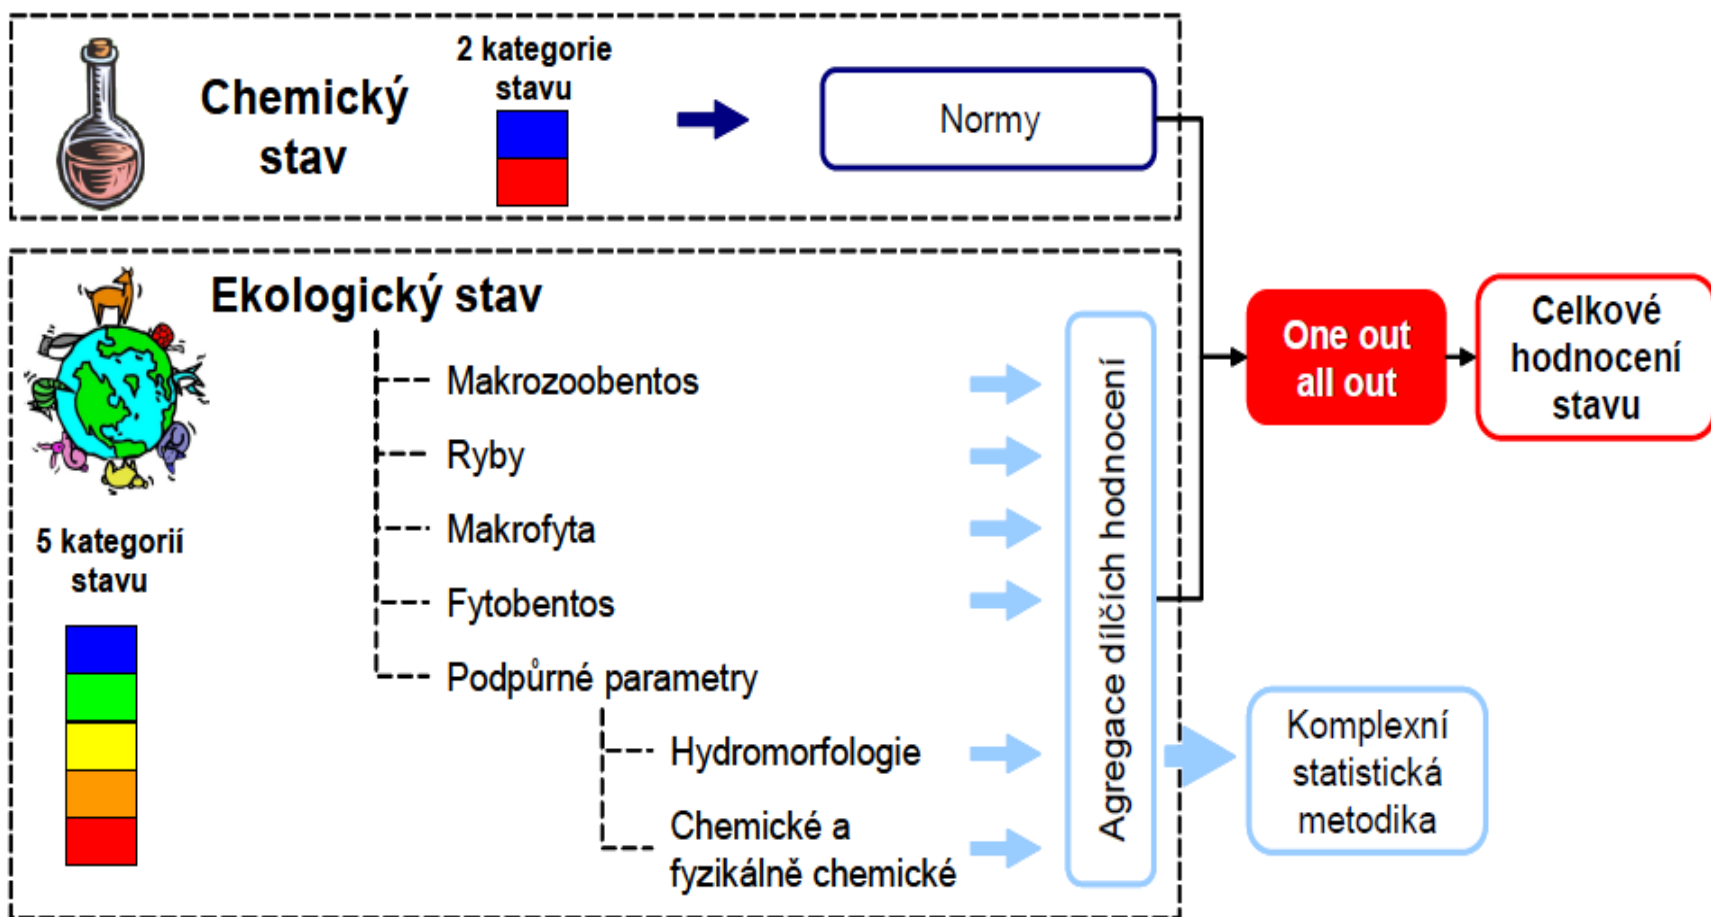 2 kategorie
stavu
Chemický
stav
Normy
Ekologický stav
Makrozoobentos
Ryby
Makrofyta
Fytobentos
Podpůrné parametry
Hydromorfologie
Chemické a
fyzikálně chemické
5 kategorií
stavu
Agregace dílčích hodnocení
One out
all out
Celkové
hodnocení
stavu
Komplexní
statistická
metodika